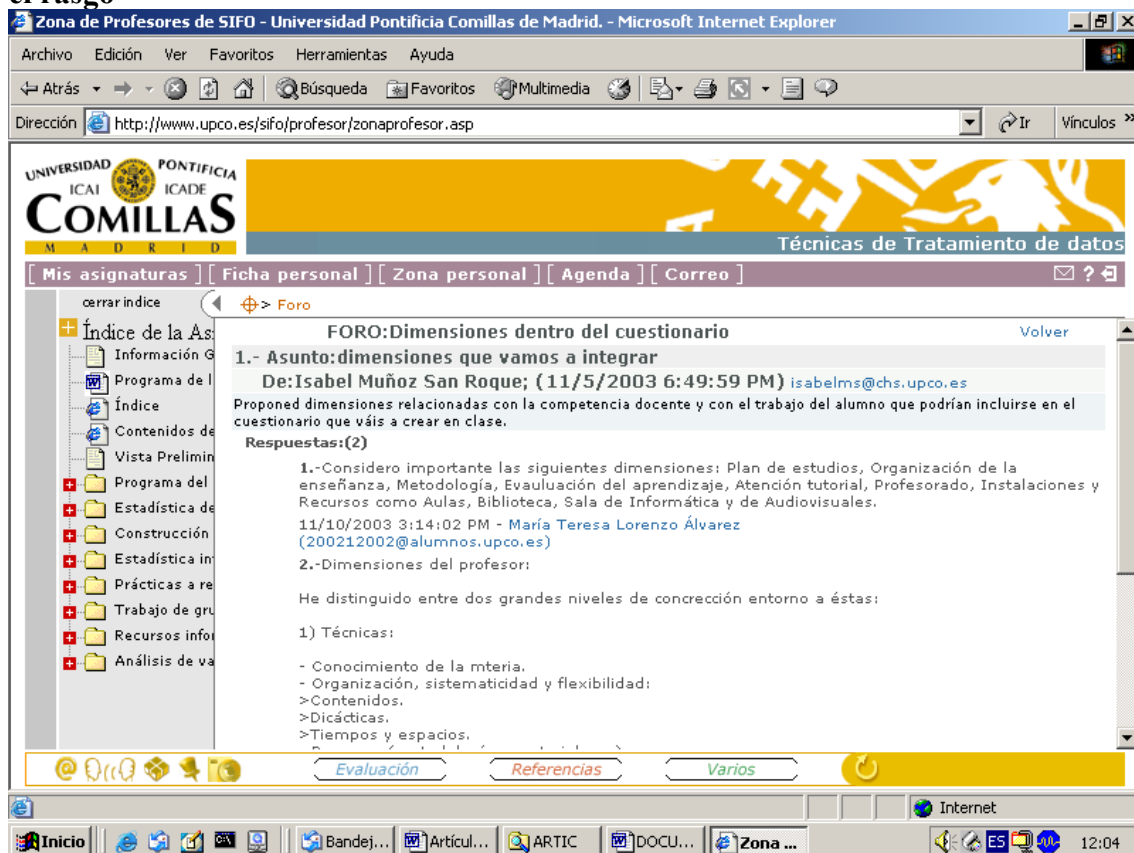 el rasgo
Zona de Profesores de SIFO - Universidad Pontificia Comillas de Madrid. - Microsoft Internet Explorer
Archivo Edición Ver Favoritos Herramientas Ayuda
Atrás Búsqueda Favoritos Multimedia
Dirección http://www.upco.es/sifo/profesor/zonaprofesor.asp Ir Vínculos »
UNIVERSIDAD PONTIFICIA
ICAI ICADE
COMILLAS
MADRID
Técnicas de Tratamiento de datos
[ Mis asignaturas ] [ Ficha personal ] [ Zona personal ] [ Agenda ] [ Correo ] ?
cerrar indice > Foro
Índice de la As
Información G
Programa de l
Índice
Contenidos de
Vista Prelimin
Programa del
Estadística de
Construcción
Estadística in
Prácticas a re
Trabajo de gru
Recursos info
Análisis de va
FORO:Dimensiones dentro del cuestionario Volver
1.- Asunto:dimensiones que vamos a integrar
De:Isabel Muñoz San Roque; (11/5/2003 6:49:59 PM) isabelms@chs.upco.es
Proponed dimensiones relacionadas con la competencia docente y con el trabajo del alumno que podrían incluirse en el
cuestionario que váis a crear en clase.
Respuestas:(2)
1.-Considero importante las siguientes dimensiones: Plan de estudios, Organización de la
enseñanza, Metodología, Evauluación del aprendizaje, Atención tutorial, Profesorado, Instalaciones y
Recursos como Aulas, Biblioteca, Sala de Informática y de Audiovisuales.
11/10/2003 3:14:02 PM - María Teresa Lorenzo Álvarez
(200212002@alumnos.upco.es)
2.-Dimensiones del profesor:
He distinguido entre dos grandes niveles de concrección entorno a éstas:
1) Técnicas:
- Conocimiento de la mteria.
- Organización, sistematicidad y flexibilidad:
>Contenidos.
>Dicácticas.
>Tiempos y espacios.
@ Evaluación Referencias Varios
Internet
Inicio Bandej... Artícul... ARTIC DOCU... Zona ... ES 12:04